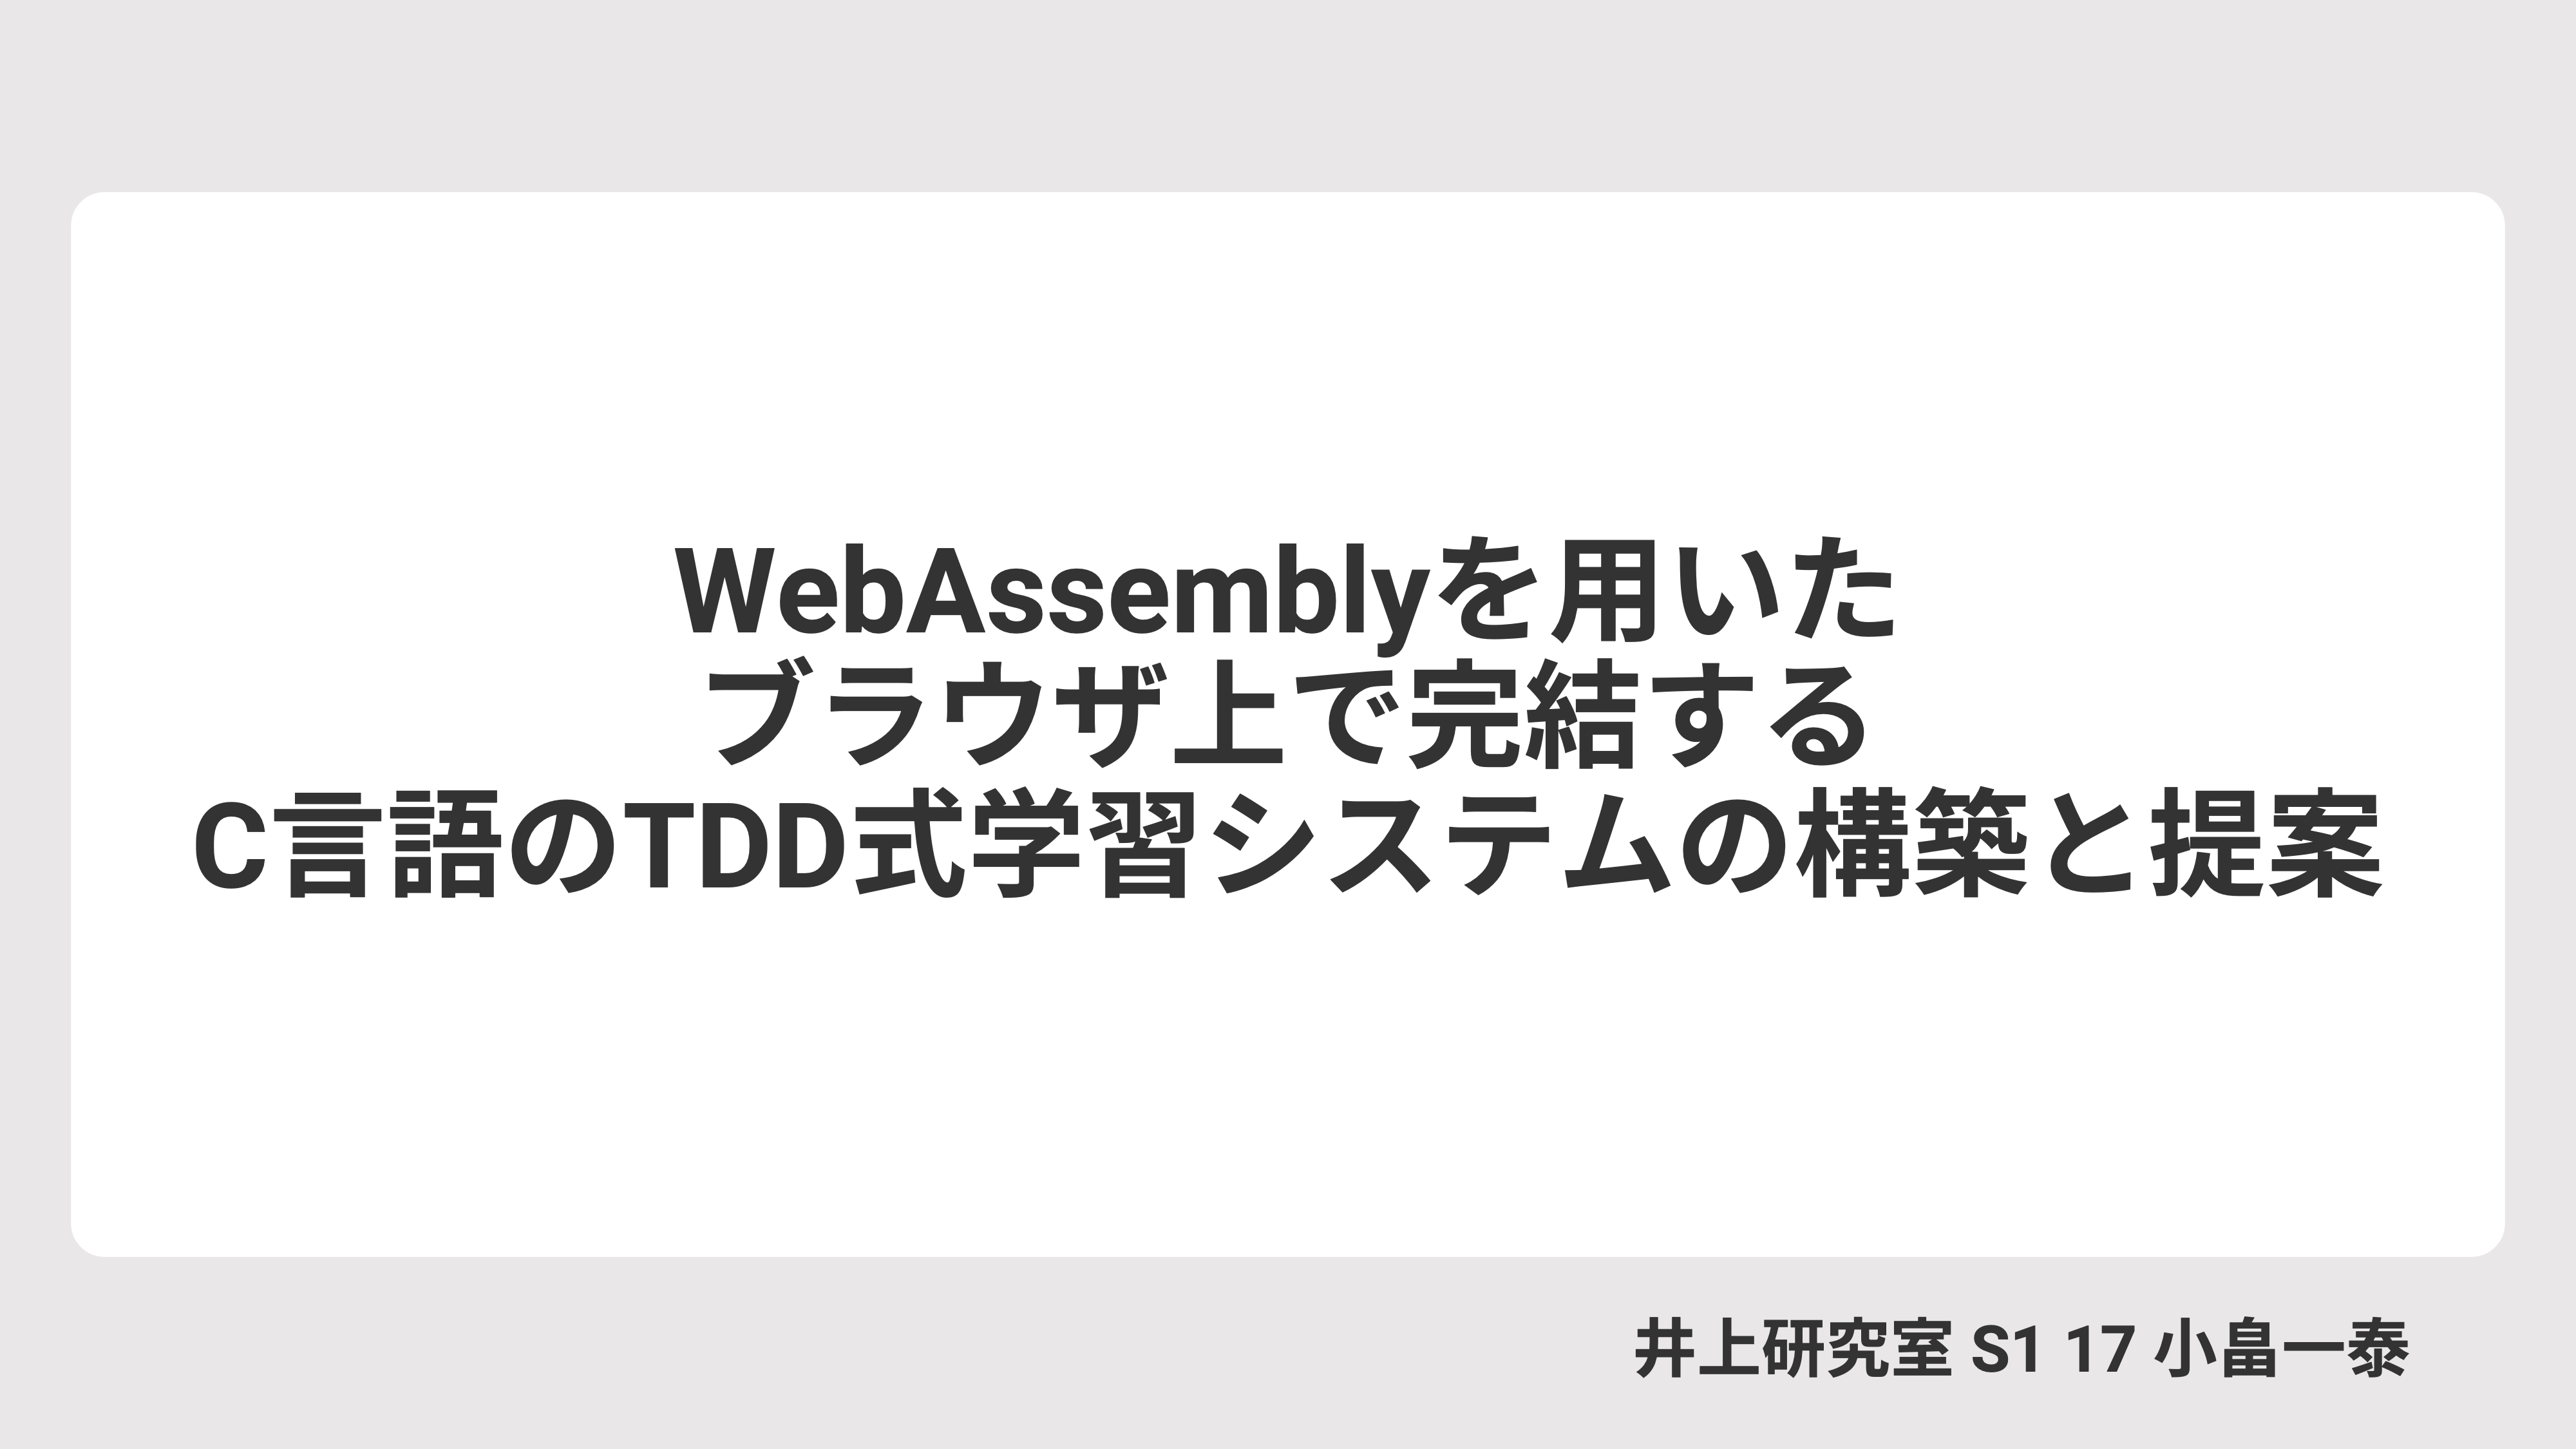 WebAssemblyを用いた
ブラウザ上で完結する
C言語のTDD式学習システムの構築と提案
井上研究室 S1 17 小畠一泰